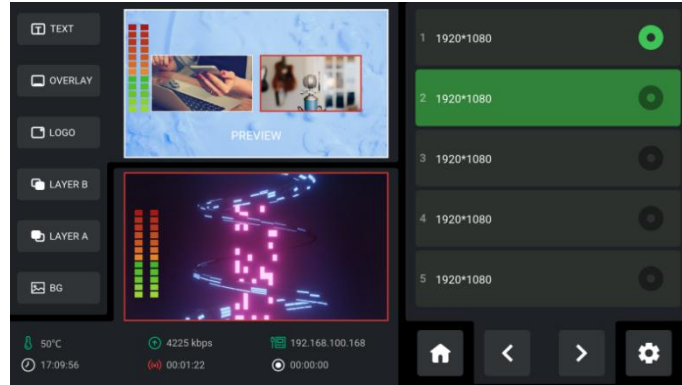 TEXT
OVERLAY
LOGO
LAYER B
LAYER A
BG
PREVIEW
50°C
4225 kbps
192.168.100.168
17:09:56
00:01:22
00:00:00
1 1920*1080
2 1920*1080
3 1920*1080
4 1920*1080
5 1920*1080